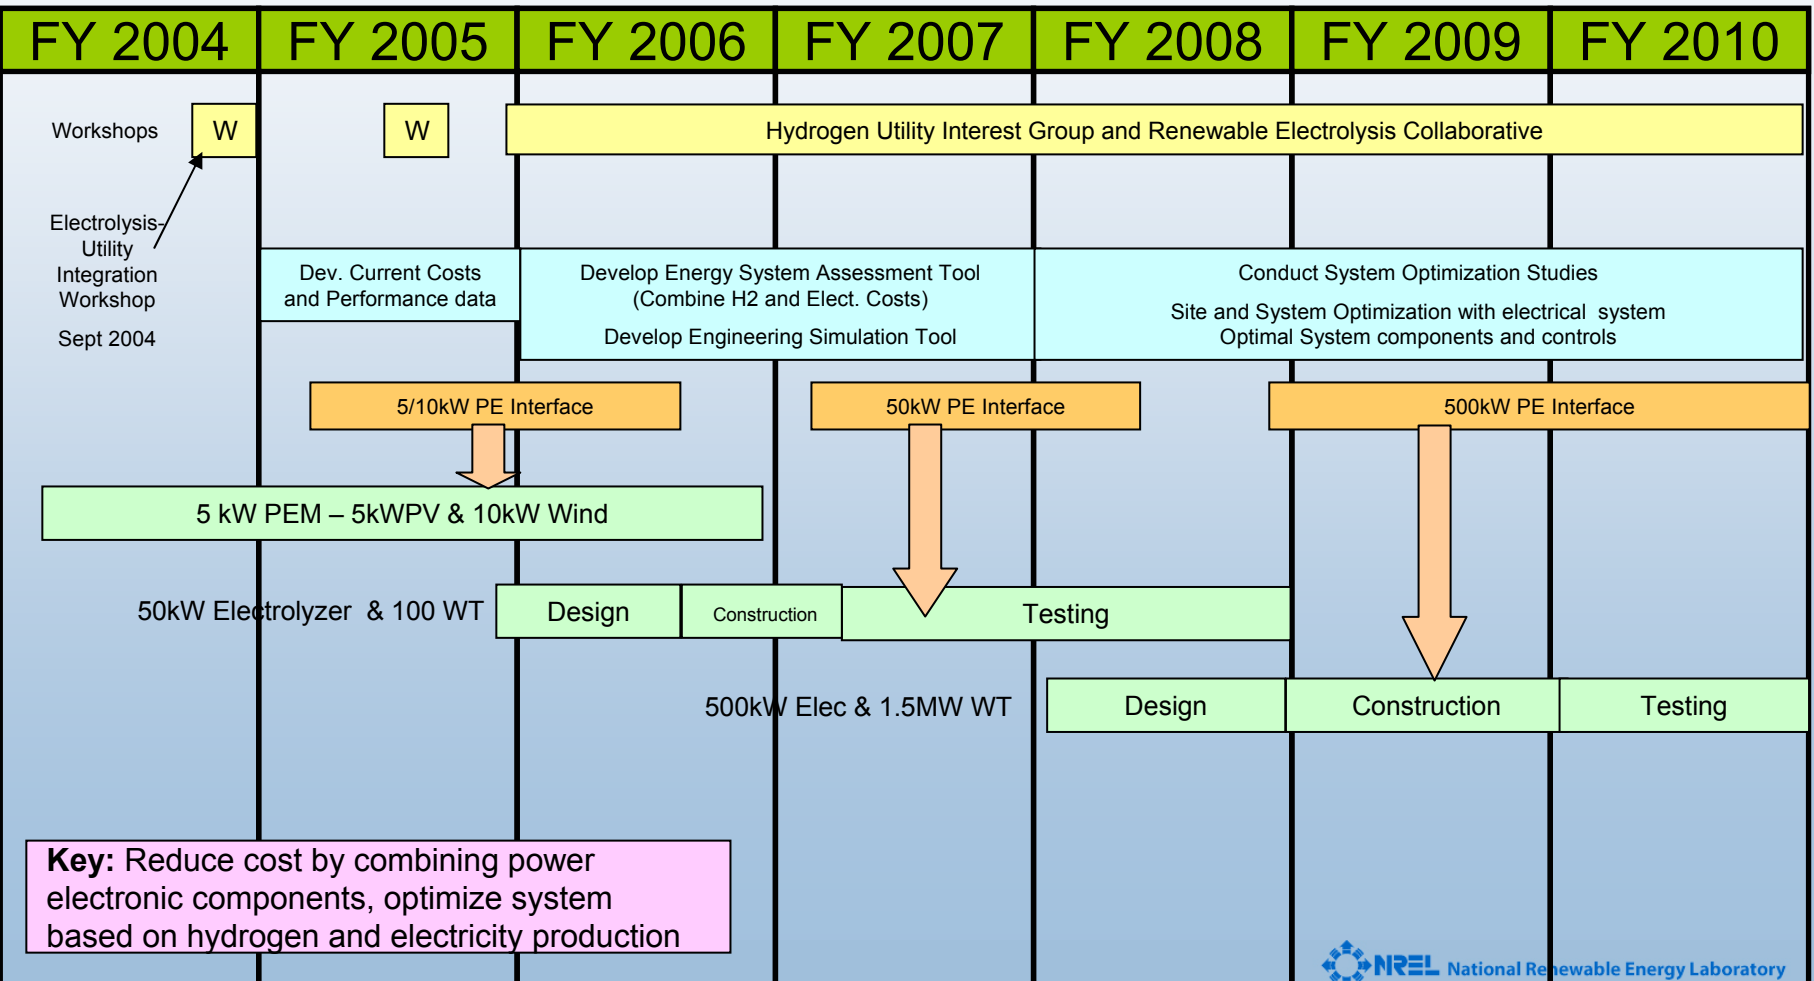 FY 2004 FY 2005 FY 2006 FY 2007 FY 2008 FY 2009 FY 2010
Workshops
W
W
Hydrogen Utility Interest Group and Renewable Electrolysis Collaborative
Electrolysis-
Utility
Integration
Workshop
Sept 2004
Dev. Current Costs
and Performance data
Develop Energy System Assessment Tool
(Combine H2 and Elect. Costs)
Develop Engineering Simulation Tool
Conduct System Optimization Studies
Site and System Optimization with electrical system
Optimal System components and controls
5/10kW PE Interface
50kW PE Interface
500kW PE Interface
5 kW PEM – 5kWPV & 10kW Wind
50kW Electrolyzer & 100 WT
Design
Construction
Testing
500kW Elec & 1.5MW WT
Design
Construction
Testing
Key: Reduce cost by combining power
electronic components, optimize system
based on hydrogen and electricity production
NREL National Renewable Energy Laboratory